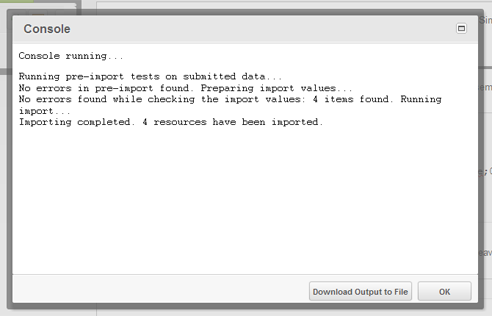 Console
Console running...
Running pre-import tests on submitted data...
No errors in pre-import found. Preparing import values...
No errors found while checking the import values: 4 items found. Running
import...
Importing completed. 4 resources have been imported.
Download Output to File
OK